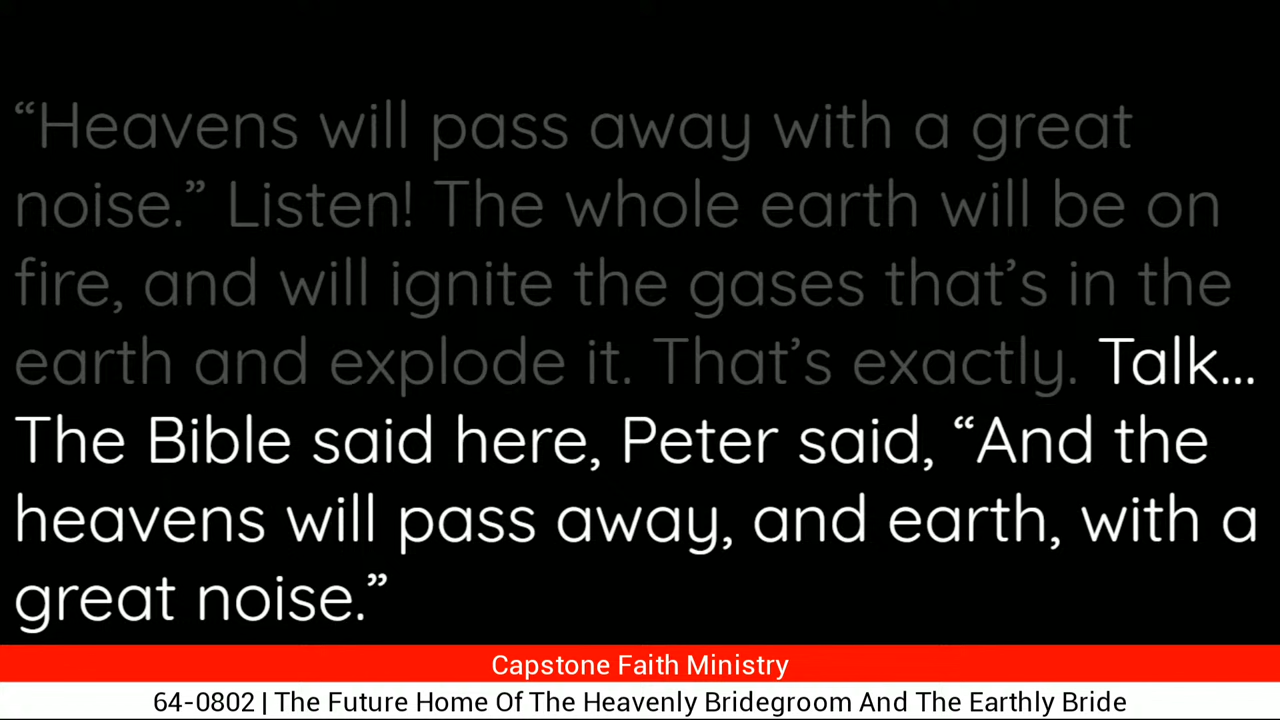 “Heavens will pass away with a great
noise.” Listen! The whole earth will be on
fire, and will ignite the gases that’s in the
earth and explode it. That’s exactly. Talk...
The Bible said here, Peter said, “And the
heavens will pass away, and earth, with a
great noise.”
Capstone Faith Ministry
64-0802 | The Future Home Of The Heavenly Bridegroom And The Earthly Bride